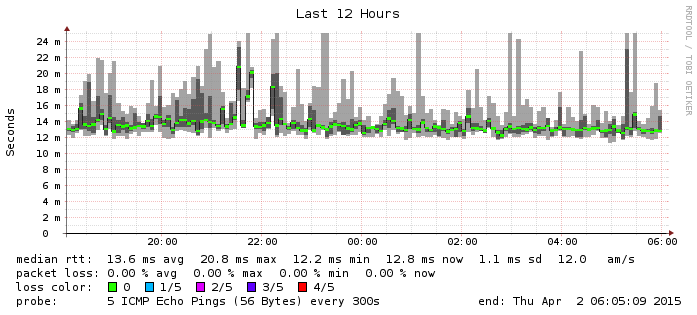 Last 12 Hours
RRDTOOL / TOBI OETIKER
Seconds
24 m
22 m
20 m
18 m
16 m
14 m
12 m
10 m
8 m
6 m
4 m
2 m
0
20:00 22:00 00:00 02:00 04:00 06:00
median rtt: 13.6 ms avg 20.8 ms max 12.2 ms min 12.8 ms now 1.1 ms sd 12.0 am/s
packet loss: 0.00 % avg 0.00 % max 0.00 % min 0.00 % now
loss color: 0 1/5 2/5 3/5 4/5
probe: 5 ICMP Echo Pings (56 Bytes) every 300s end: Thu Apr 2 06:05:09 2015